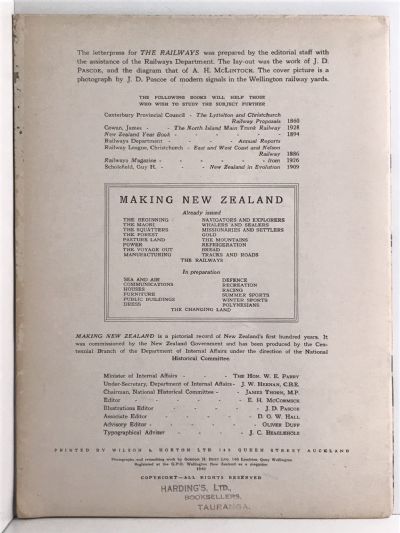 The letterpress for THE RAILWAYS was prepared by the editorial staff with
the assistance of the Railways Department. The lay-out was the work of J. D.
PASCOE, and the diagram that of A. H. MCLINTOCK. The cover picture is a
photograph by J. D. Pascoe of modern signals in the Wellington railway yards.
THE FOLLOWING BOOKS WILL HELP THOSE
WHO WISH TO STUDY THE SUBJECT FURTHER
Canterbury Provincial Council - The Lyttelton and Christchurch
Railway Proposals 1860
Cowan, James - - The North Island Main Trunk Railway 1928
New Zealand Year Book - - - - - 1894
Railways Department - - - - Annual Reports
Railway League, Christchurch - East and West Coast and Nelson
Railway 1886
Railways Magazine - - - - - from 1926
Scholefield, Guy H. - - - New Zealand in Evolution 1909
MAKING NEW ZEALAND
Already issued
THE BEGINNING NAVIGATORS AND EXPLORERS
THE MAORI WHALERS AND SEALERS
THE SQUATTERS MISSIONARIES AND SETTLERS
THE FOREST GOLD
PASTURE LAND THE MOUNTAINS
POWER REFRIGERATION
THE VOYAGE OUT BREAD
MANUFACTURING TRACKS AND ROADS
THE RAILWAYS
In preparation
SEA AND AIR DEFENCE
COMMUNICATIONS RECREATION
HOUSES RACING
FURNITURE SUMMER SPORTS
PUBLIC BUILDINGS WINTER SPORTS
DRESS POLYNESIANS
THE CHANGING LAND
MAKING NEW ZEALAND is a pictorial record of New Zealand's first hundred years. It
was commissioned by the New Zealand Government and has been produced by the Cen-
tennial Branch of the Department of Internal Affairs under the direction of the National
Historical Committee
Minister of Internal Affairs - - THE HON. W. E. PARRY
Under-Secretary, Department of Internal Affairs - J. W. HEENAN, C.B.E.
Chairman, National Historical Committee - JAMES THORN, M.P.
Editor - - - - - E. H. MCCORMICK
Illustrations Editor - - - - - J. D. PASCOE
Associate Editor - - - - - D. O. W. HALL
Advisory Editor - - - - - OLIVER DUFF
Typographical Adviser - - - - J. C. BEAGLEHOLE
PRINTED BY WILSON & HORTON LTD 149 QUEEN STREET AUCKLAND
Registered at the G.P.O. Wellington New Zealand as a magazine
1940
COPYRIGHT—ALL RIGHTS RESERVED
HARDING'S, LTD.,
BOOKSELLERS,
TAURANGA.